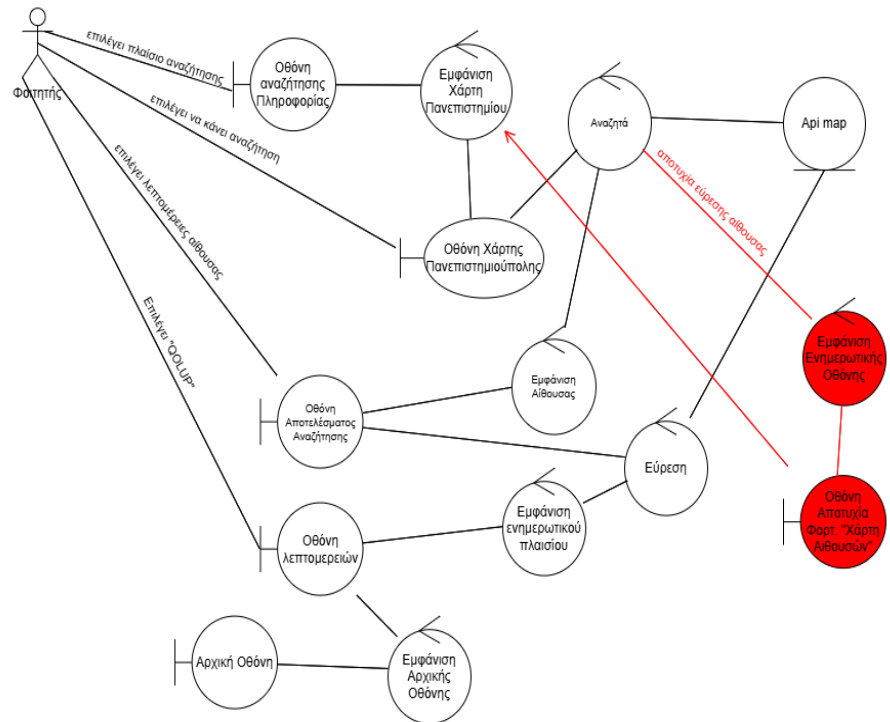 επιλέγει πλαίσιο αναζήτησης
Φοιτητής
Οθόνη
αναζήτησης
Πληροφορίας
Εμφάνιση
Χάρτη
Πανεπιστημίου
Αναζητά
Api map
επιλέγει να κάνει αναζήτηση
αποτυχία εύρεσης αίθουσας
επιλέγει λεπτομέρειες αίθουσας
Οθόνη Χάρτης
Πανεπιστημιούπολης
Επιλέγει "QOLUP"
Εμφάνιση
Ενημερωτικής
Οθόνης
Εμφάνιση
Αίθουσας
Οθόνη
Αποτελέσματος
Αναζήτησης
Εύρεση
Οθόνη
Αποτυχία
Φορτ. "Χάρτη
Αιθουσών"
Οθόνη
λεπτομερειών
Εμφάνιση
ενημερωτικού
πλαισίου
Αρχική Οθόνη
Εμφάνιση
Αρχικής
Οθόνης